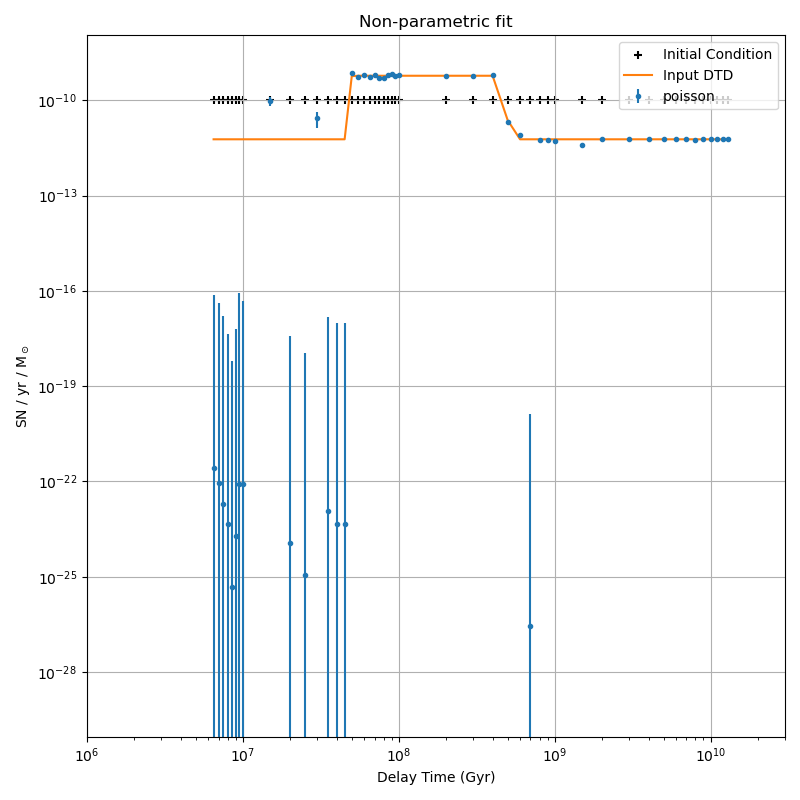 Non-parametric fit
Initial Condition
Input DTD
poisson
SN / yr / M⊙
10⁻¹⁰
10⁻¹³
10⁻¹⁶
10⁻¹⁹
10⁻²²
10⁻²⁵
10⁻²⁸
10⁶ 10⁷ 10⁸ 10⁹ 10¹⁰
Delay Time (Gyr)